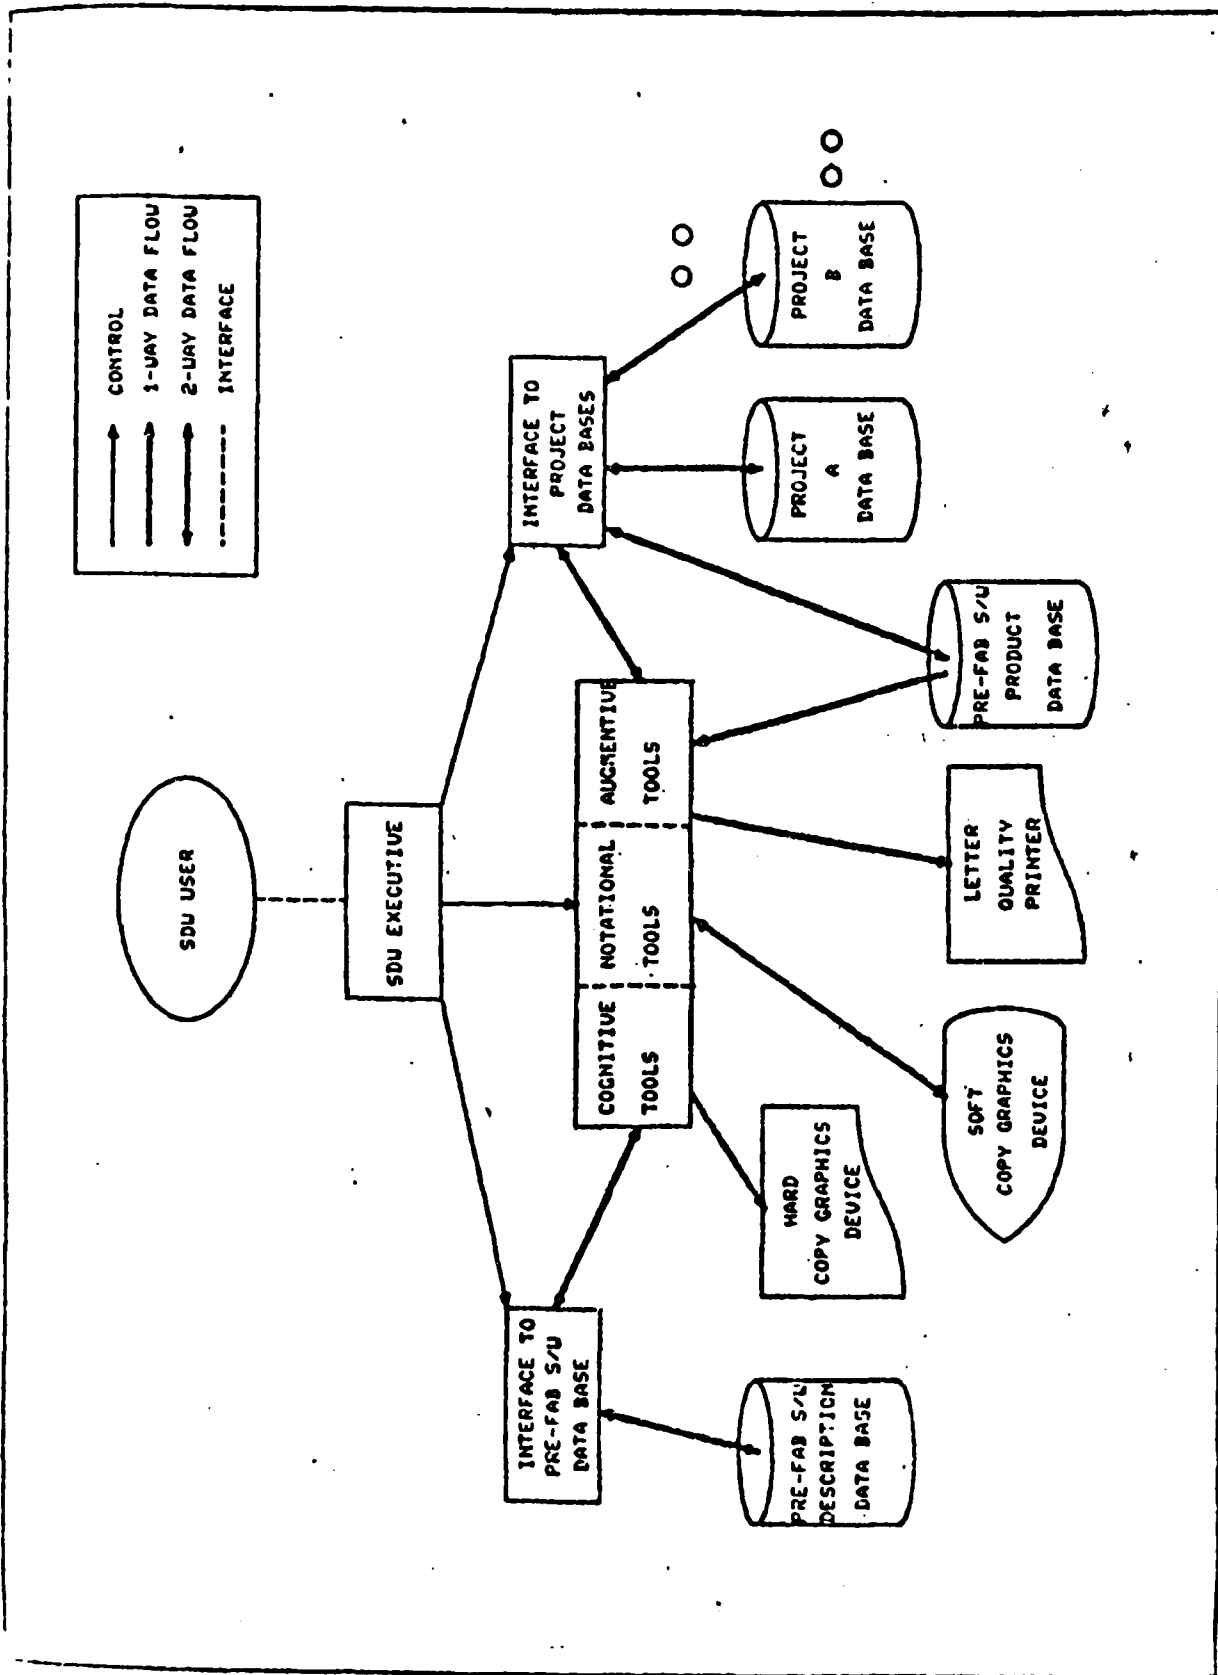 CONTROL
1-WAY DATA FLOW
2-WAY DATA FLOW
INTERFACE
SDW USER
SDW EXECUTIVE
INTERFACE TO
PRE-FAB S/W
DATA BASE
COGNITIVE
TOOLS
NOTATIONAL
TOOLS
AUGMENTIVE
TOOLS
INTERFACE TO
PROJECT
DATA BASES
PRE-FAB S/W
DESCRIPTION
DATA BASE
HARD
COPY GRAPHICS
DEVICE
SOFT
COPY GRAPHICS
DEVICE
LETTER
QUALITY
PRINTER
PRE-FAB S/W
PRODUCT
DATA BASE
PROJECT
A
DATA BASE
PROJECT
B
DATA BASE